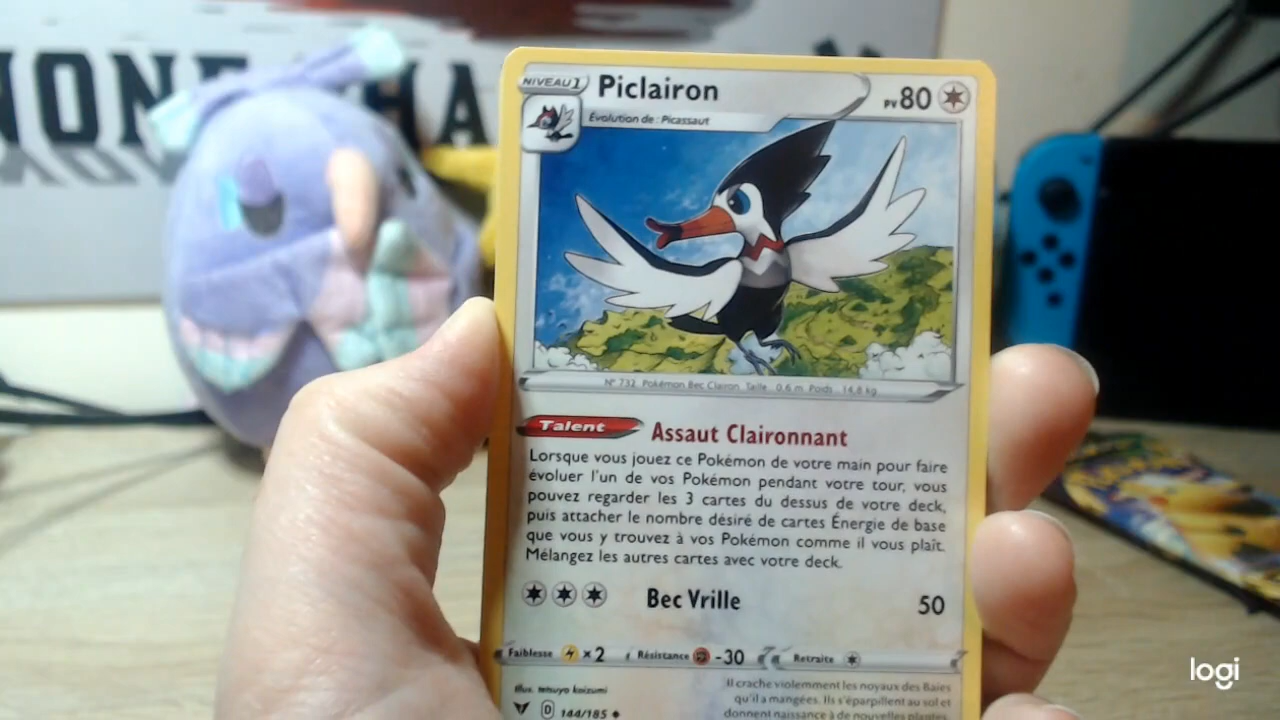 NIVEAU 1
Piclairon
PV 80
Évolution de : Picassaut
N° 732 Pokémon Bec Clairon Taille : 0,6 m Poids : 14,8 kg
Talent
Assaut Claironnant
Lorsque vous jouez ce Pokémon de votre main pour faire
évoluer l'un de vos Pokémon pendant votre tour, vous
pouvez regarder les 3 cartes du dessus de votre deck,
puis attacher le nombre désiré de cartes Énergie de base
que vous y trouvez à vos Pokémon comme il vous plaît.
Mélangez les autres cartes avec votre deck.
Bec Vrille 50
Faiblesse ×2 Résistance -30 Retraite
Illus. tetsuya koizumi
D 144/185
Il crache violemment les noyaux des Baies
qu'il a mangées. Ils s'éparpillent au sol et
donnent naissance à de nouvelles plantes.
logi